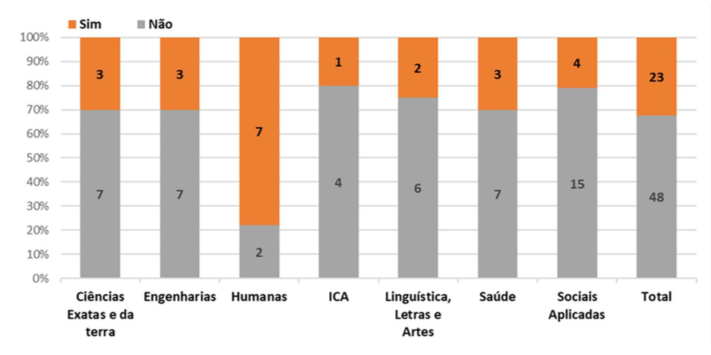 Sim Não
100%
90%
80%
70%
60%
50%
40%
30%
20%
10%
0%
3 3 7 1 2 3 4 23
7 7 2 4 6 7 15 48
Ciências Engenharias Humanas ICA Linguística, Saúde Sociais Total
Exatas e da Letras e Aplicadas
terra Artes